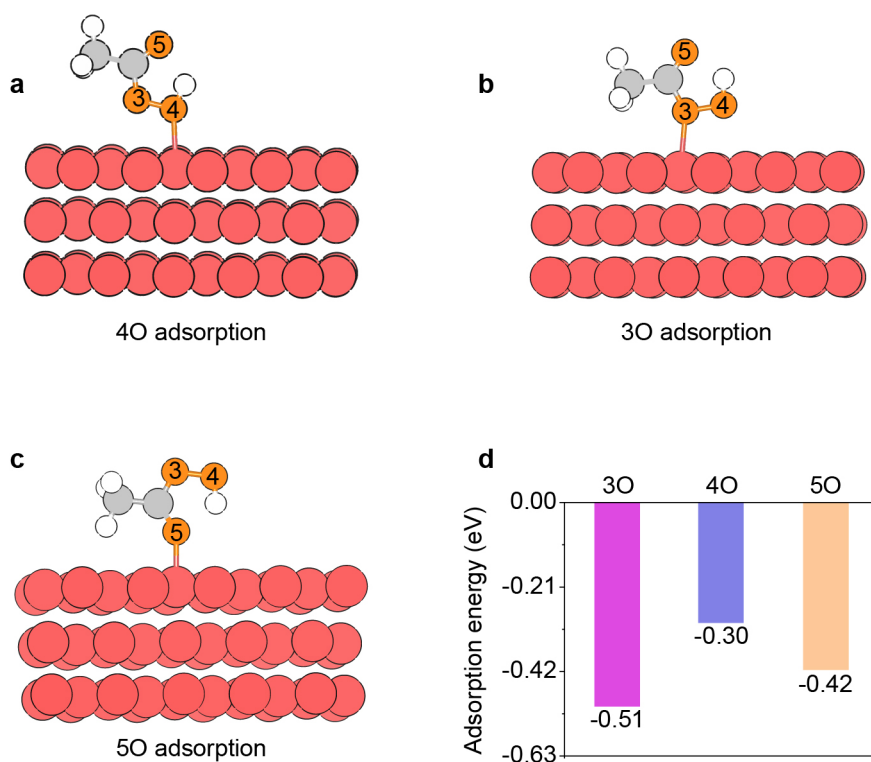 a
5
3
4
4O adsorption
b
5
3
4
3O adsorption
c
3
4
5
5O adsorption
d
3O 4O 5O
0.00
-0.21
-0.42
-0.63
Adsorption energy (eV)
-0.51
-0.30
-0.42